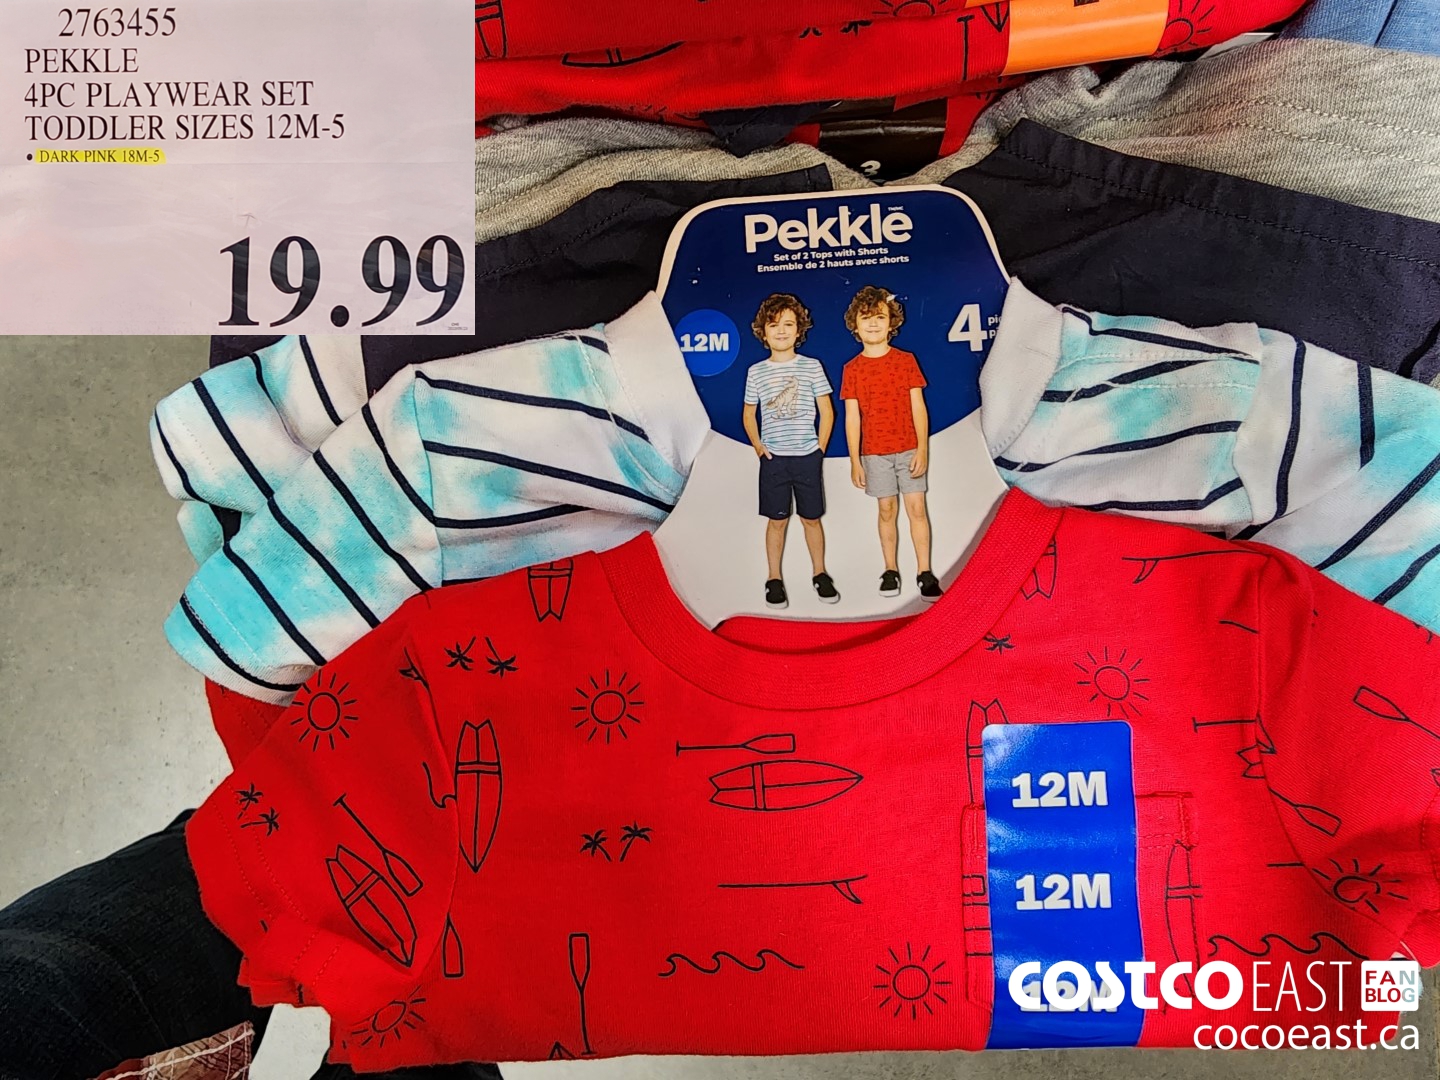 2763455
PEKKLE
4PC PLAYWEAR SET
TODDLER SIZES 12M-5
• DARK PINK 18M-5
19.99
3
Pekkle
Set of 2 Tops with Shorts
Ensemble de 2 hauts avec shorts
12M
4
12M
12M
12M
COSTCO EAST FAN BLOG
cocoeast.ca